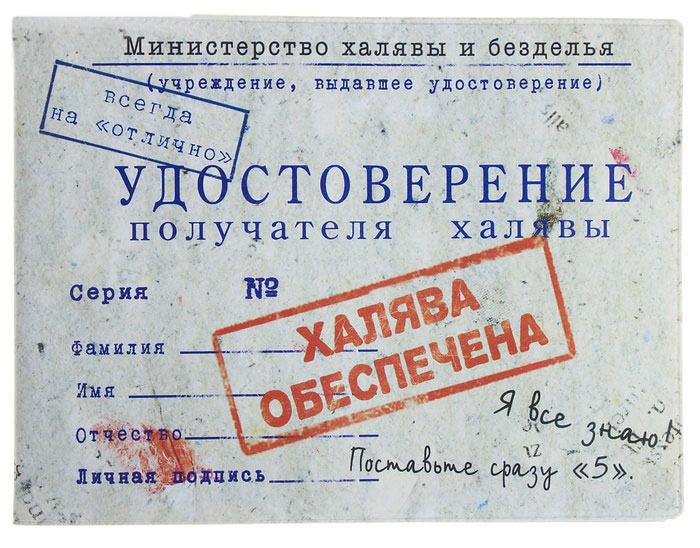 Министерство халявы и безделья
(учреждение, выдавшее удостоверение)
всегда
на «отлично»
УДОСТОВЕРЕНИЕ
получателя халявы
Серия №
ХАЛЯВА
ОБЕСПЕЧЕНА
Фамилия
Имя
Отчество
Личная подпись
Я все знаю!
Поставьте сразу «5».